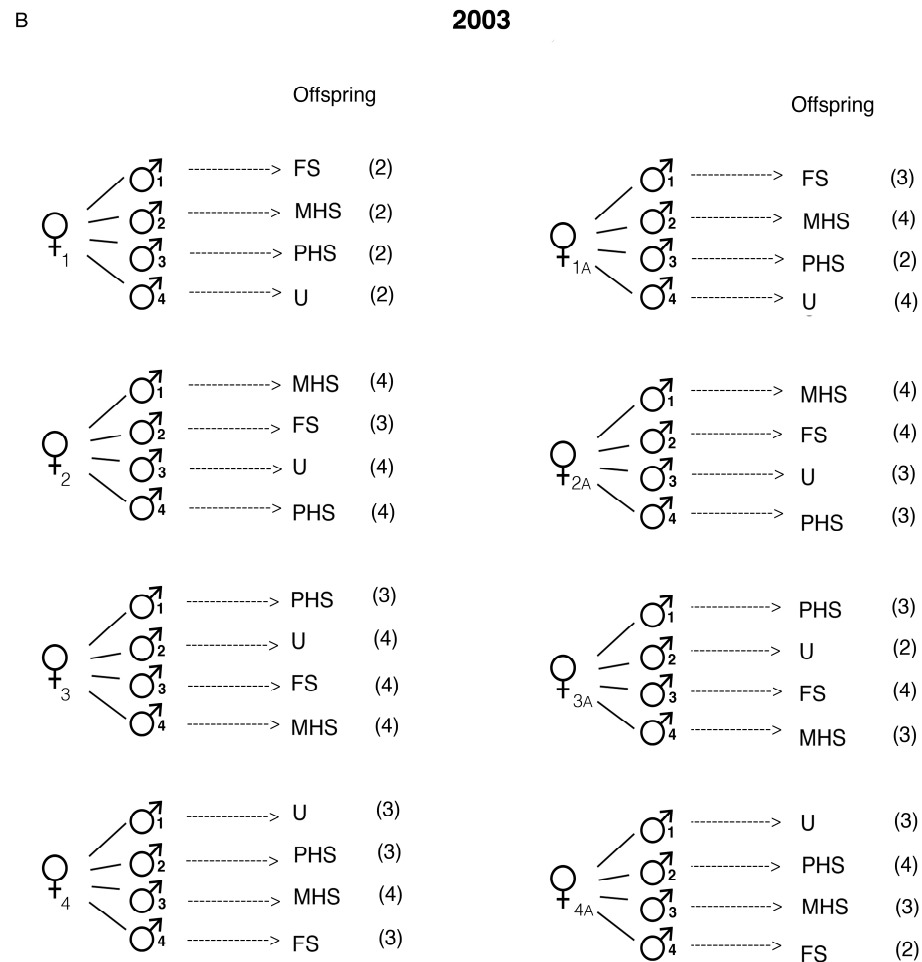 B
2003
Offspring
1
1 ----------> FS (2)
2 ----------> MHS (2)
3 ----------> PHS (2)
4 ----------> U (2)
2
1 ----------> MHS (4)
2 ----------> FS (3)
3 ----------> U (4)
4 ----------> PHS (4)
3
1 ----------> PHS (3)
2 ----------> U (4)
3 ----------> FS (4)
4 ----------> MHS (4)
4
1 ----------> U (3)
2 ----------> PHS (3)
3 ----------> MHS (4)
4 ----------> FS (3)
Offspring
1A
1 ----------> FS (3)
2 ----------> MHS (4)
3 ----------> PHS (2)
4 ----------> U (4)
2A
1 ----------> MHS (4)
2 ----------> FS (4)
3 ----------> U (3)
4 ----------> PHS (3)
3A
1 ----------> PHS (3)
2 ----------> U (2)
3 ----------> FS (4)
4 ----------> MHS (3)
4A
1 ----------> U (3)
2 ----------> PHS (4)
3 ----------> MHS (3)
4 ----------> FS (2)